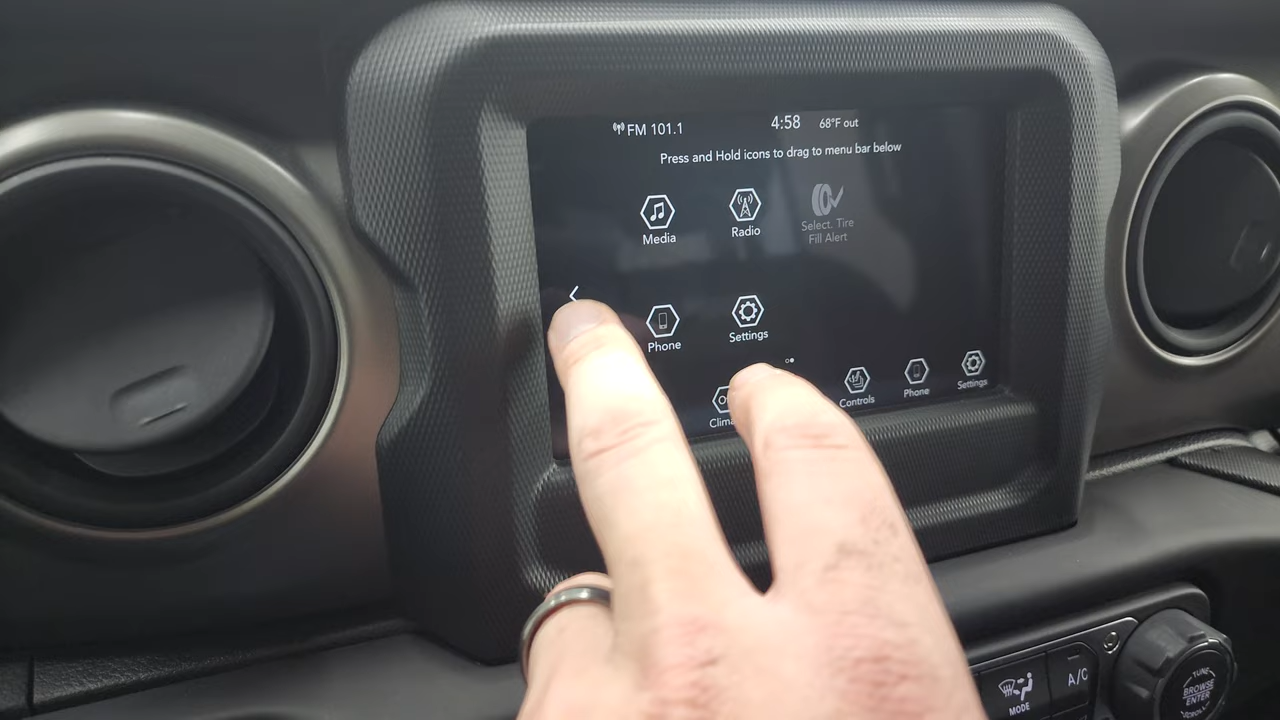 FM 101.1
4:58
68°F out
Press and Hold icons to drag to menu bar below
Media
Radio
Select. Tire
Fill Alert
Phone
Settings
Controls
Phone
Settings
MODE
A/C
TUNE
BROWSE
ENTER
SCROLL